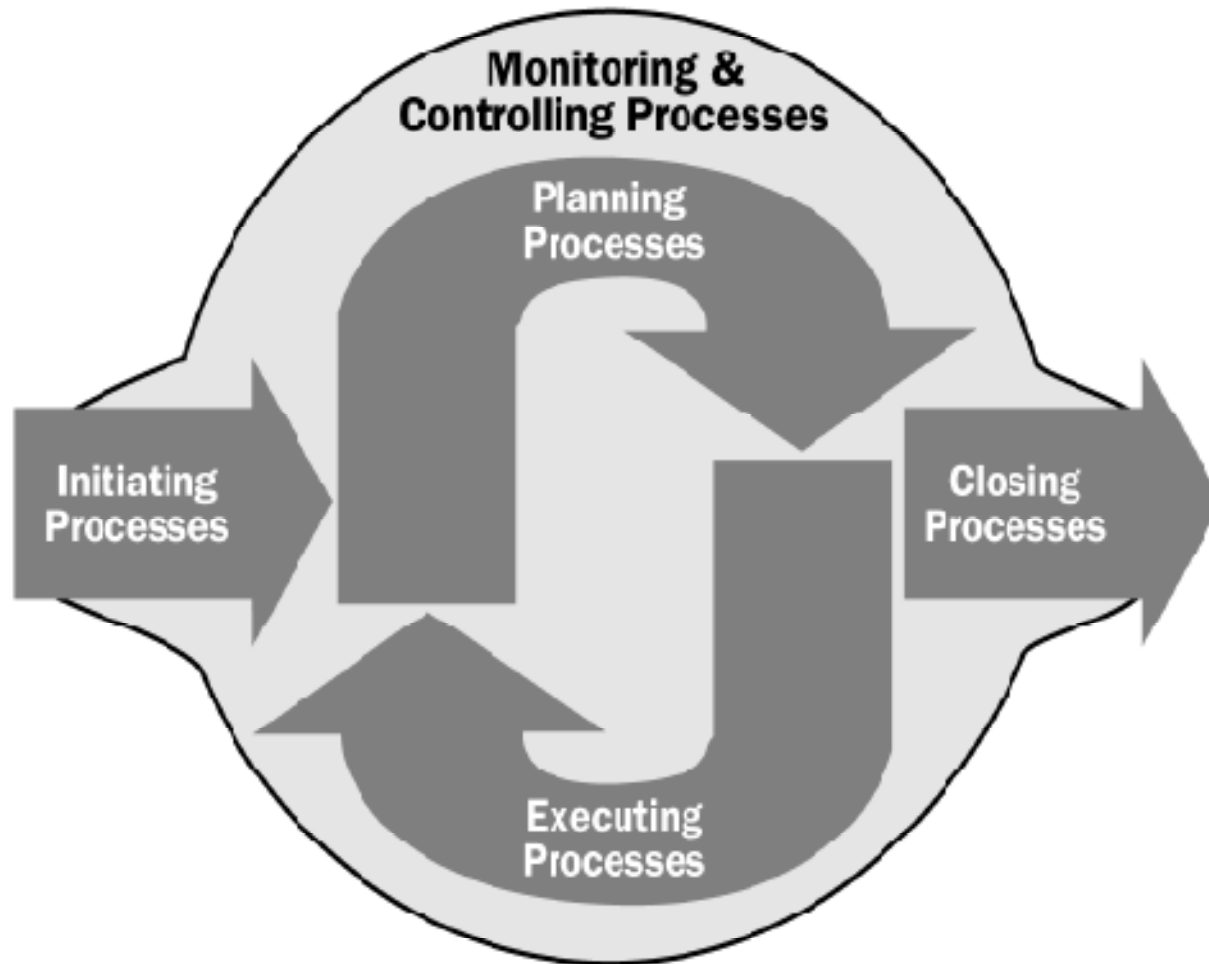 Monitoring &
Controlling Processes
Planning
Processes
Initiating
Processes
Closing
Processes
Executing
Processes